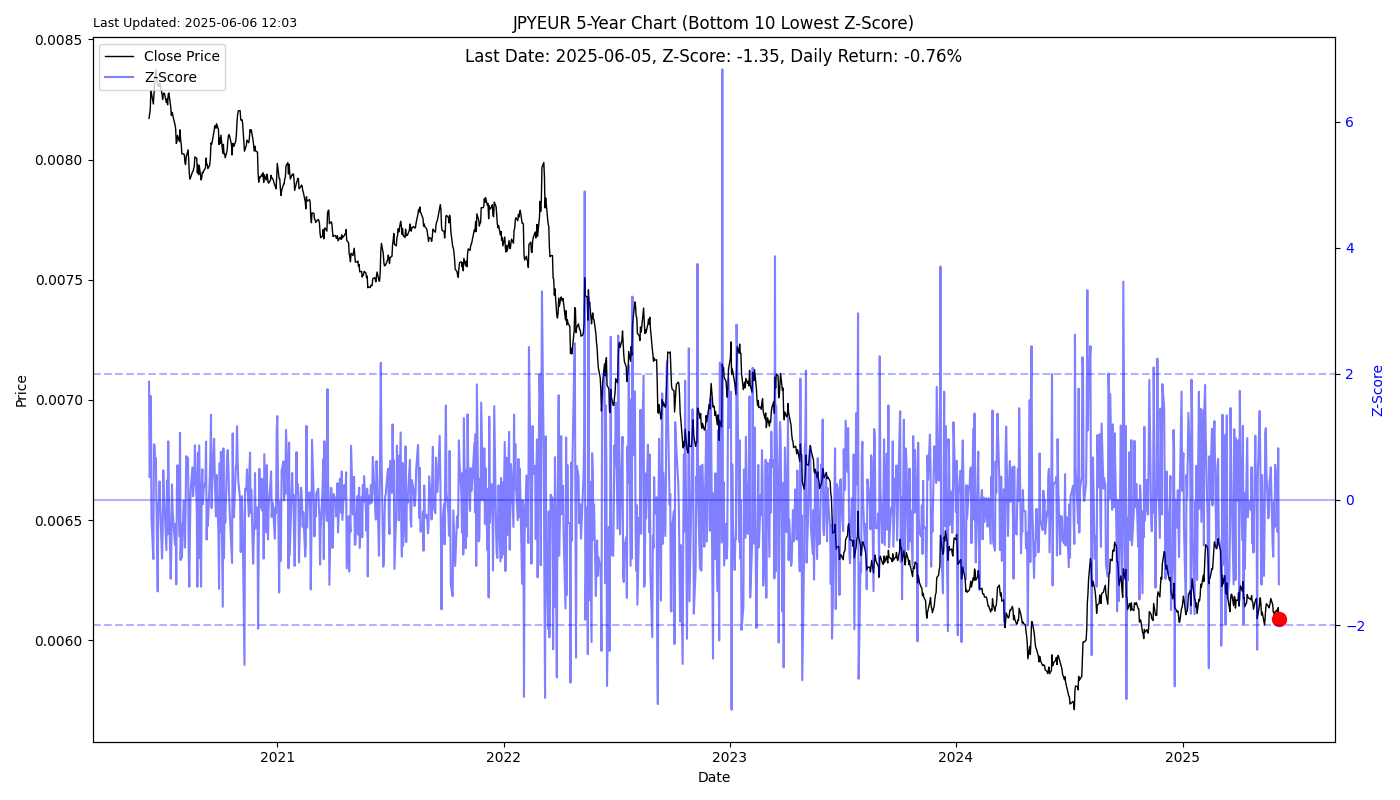 Last Updated: 2025-06-06 12:03
JPYEUR 5-Year Chart (Bottom 10 Lowest Z-Score)
Last Date: 2025-06-05, Z-Score: -1.35, Daily Return: -0.76%
Close Price
Z-Score
0.0085
0.0080
0.0075
0.0070
0.0065
0.0060
Price
6
4
2
0
−2
Z-Score
2021
2022
2023
2024
2025
Date